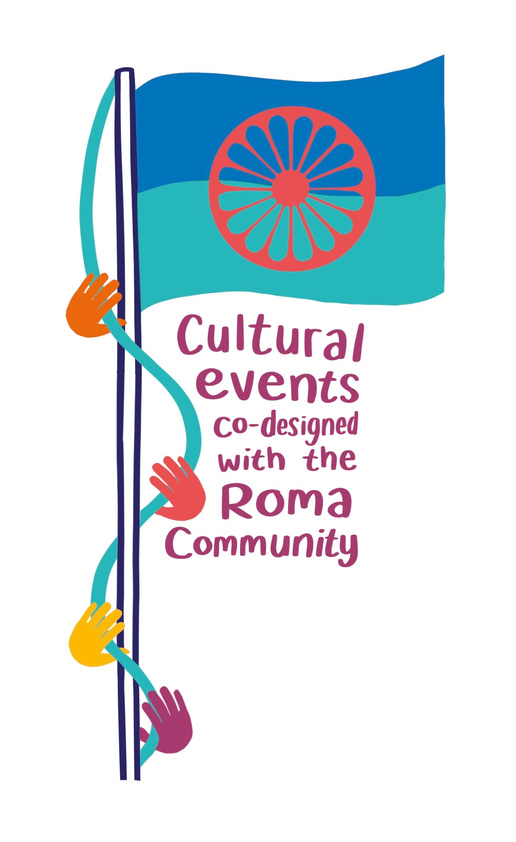 Cultural
events
co-designed
with the
Roma
Community